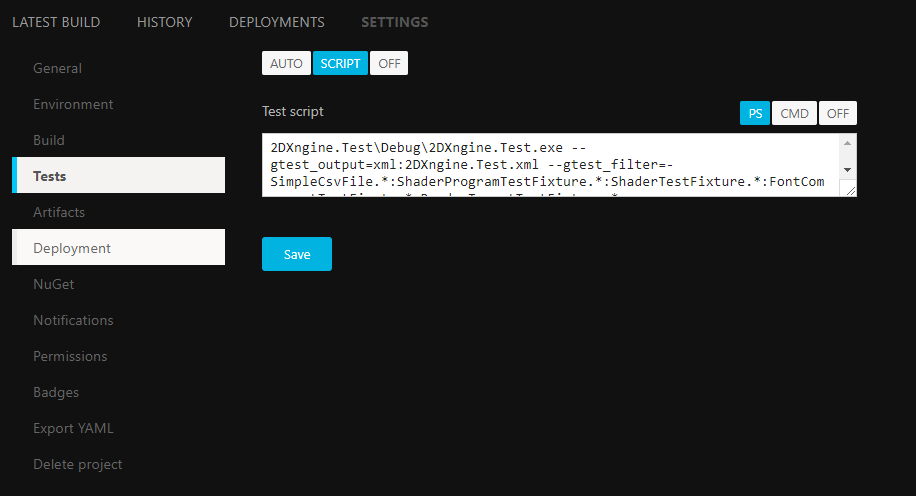 LATEST BUILD HISTORY DEPLOYMENTS SETTINGS
General
Environment
Build
Tests
Artifacts
Deployment
NuGet
Notifications
Permissions
Badges
Export YAML
Delete project
AUTO SCRIPT OFF
Test script
PS CMD OFF
2DXngine.Test\Debug\2DXngine.Test.exe --
gtest_output=xml:2DXngine.Test.xml --gtest_filter=-
SimpleCsvFile.*:ShaderProgramTestFixture.*:ShaderTestFixture.*:FontCom
Save